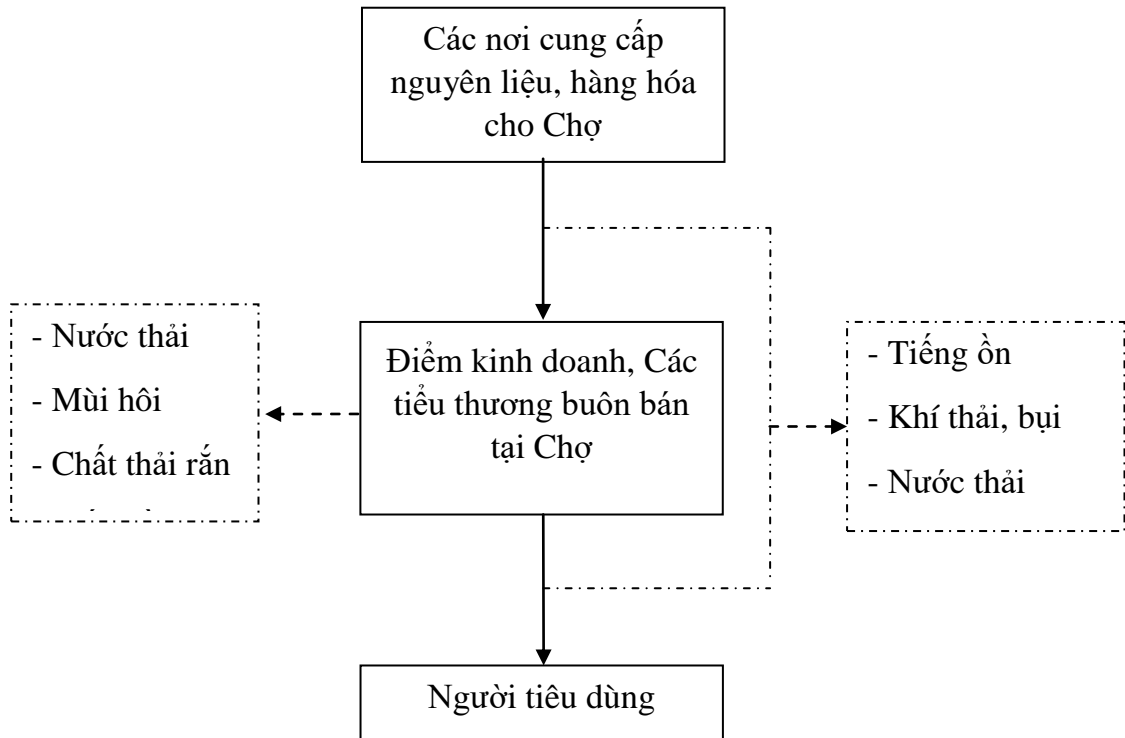 Các nơi cung cấp
nguyên liệu, hàng hóa
cho Chợ
- Nước thải
- Mùi hôi
- Chất thải rắn
Điểm kinh doanh, Các
tiểu thương buôn bán
tại Chợ
- Tiếng ồn
- Khí thải, bụi
- Nước thải
Người tiêu dùng